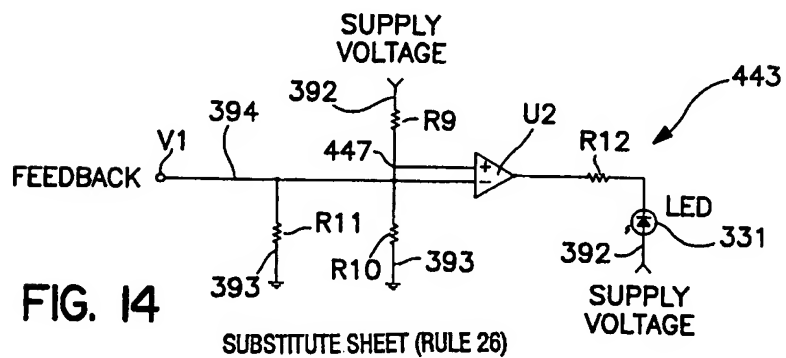 SUPPLY
VOLTAGE
392
R9
443
U2
V1
394
447
R12
FEEDBACK
+
−
LED
R11
331
392
393
R10
393
SUPPLY
VOLTAGE
FIG. 14
SUBSTITUTE SHEET (RULE 26)